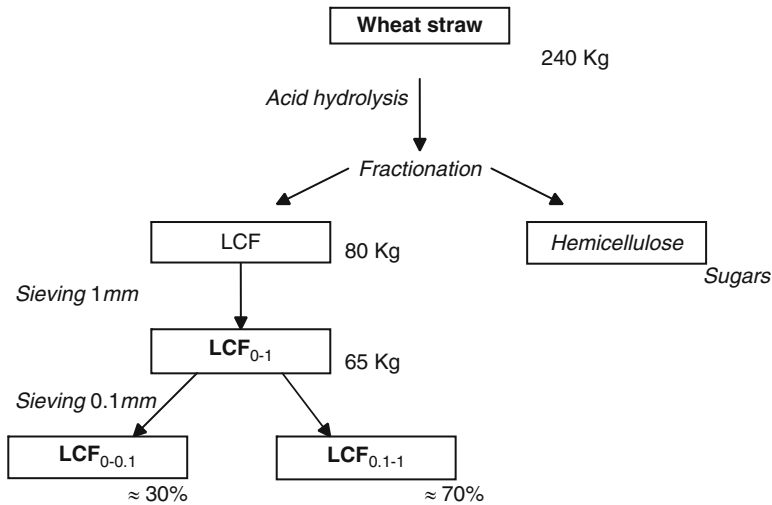 Wheat straw
240 Kg
Acid hydrolysis
Fractionation
LCF
80 Kg
Hemicellulose
Sugars
Sieving 1mm
LCF0-1
65 Kg
Sieving 0.1mm
LCF0-0.1
LCF0.1-1
≈ 30%
≈ 70%